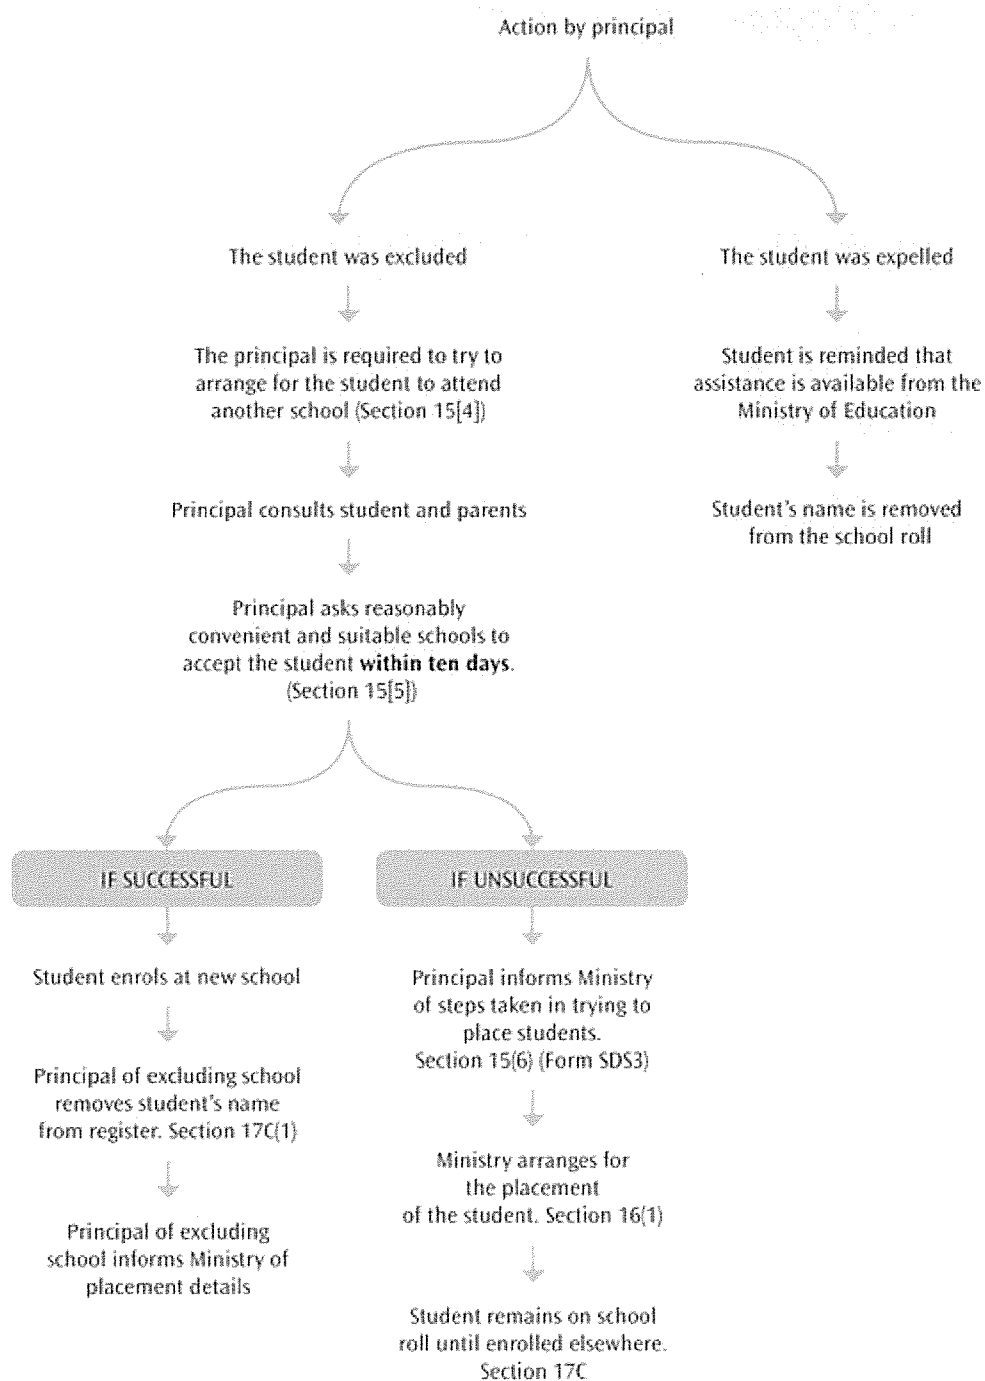 Action by principal
The student was excluded
The principal is required to try to
arrange for the student to attend
another school (Section 15[4])
Principal consults student and parents
Principal asks reasonably
convenient and suitable schools to
accept the student within ten days.
(Section 15[5])
IF SUCCESSFUL
Student enrols at new school
Principal of excluding school
removes student's name
from register. Section 17C(1)
Principal of excluding
school informs Ministry of
placement details
IF UNSUCCESSFUL
Principal informs Ministry
of steps taken in trying to
place students.
Section 15(6) (Form SDS3)
Ministry arranges for
the placement
of the student. Section 16(1)
Student remains on school
roll until enrolled elsewhere.
Section 17C
The student was expelled
Student is reminded that
assistance is available from the
Ministry of Education
Student's name is removed
from the school roll